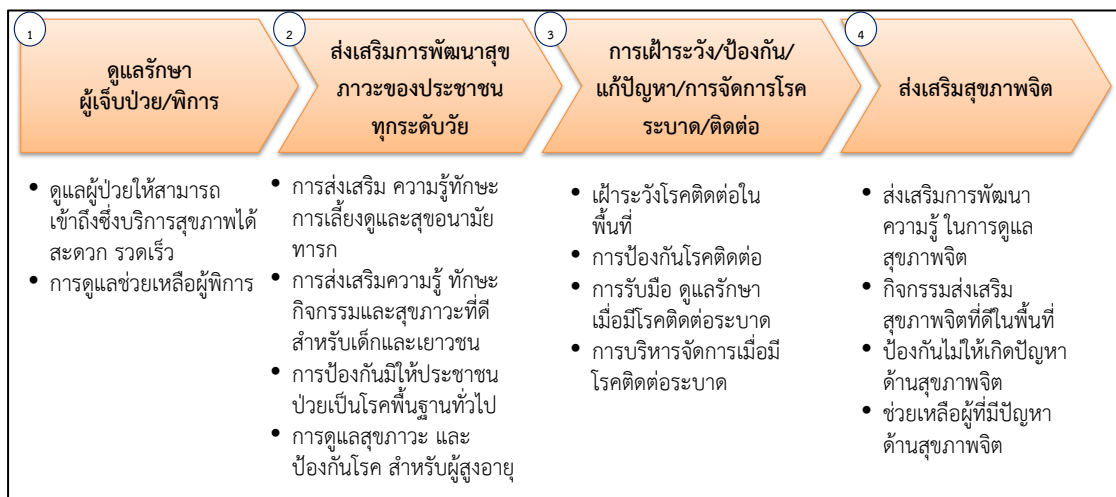 1
ดูแลรักษา
ผู้เจ็บป่วย/พิการ
2
ส่งเสริมการพัฒนาสุข
ภาวะของประชาชน
ทุกระดับวัย
3
การเฝ้าระวัง/ป้องกัน/
แก้ปัญหา/การจัดการโรค
ระบาด/ติดต่อ
4
ส่งเสริมสุขภาพจิต
• ดูแลผู้ป่วยให้สามารถ
เข้าถึงซึ่งบริการสุขภาพได้
สะดวก รวดเร็ว
• การดูแลช่วยเหลือผู้พิการ
• การส่งเสริม ความรู้ทักษะ
การเลี้ยงดูและสุขอนามัย
ทารก
• การส่งเสริมความรู้ ทักษะ
กิจกรรมและสุขภาวะที่ดี
สำหรับเด็กและเยาวชน
• การป้องกันมิให้ประชาชน
ป่วยเป็นโรคพื้นฐานทั่วไป
• การดูแลสุขภาวะ และ
ป้องกันโรค สำหรับผู้สูงอายุ
• เฝ้าระวังโรคติดต่อใน
พื้นที่
• การป้องกันโรคติดต่อ
• การรับมือ ดูแลรักษา
เมื่อมีโรคติดต่อระบาด
• การบริหารจัดการเมื่อมี
โรคติดต่อระบาด
• ส่งเสริมการพัฒนา
ความรู้ ในการดูแล
สุขภาพจิต
• กิจกรรมส่งเสริม
สุขภาพจิตที่ดีในพื้นที่
• ป้องกันไม่ให้เกิดปัญหา
ด้านสุขภาพจิต
• ช่วยเหลือผู้ที่มีปัญหา
ด้านสุขภาพจิต